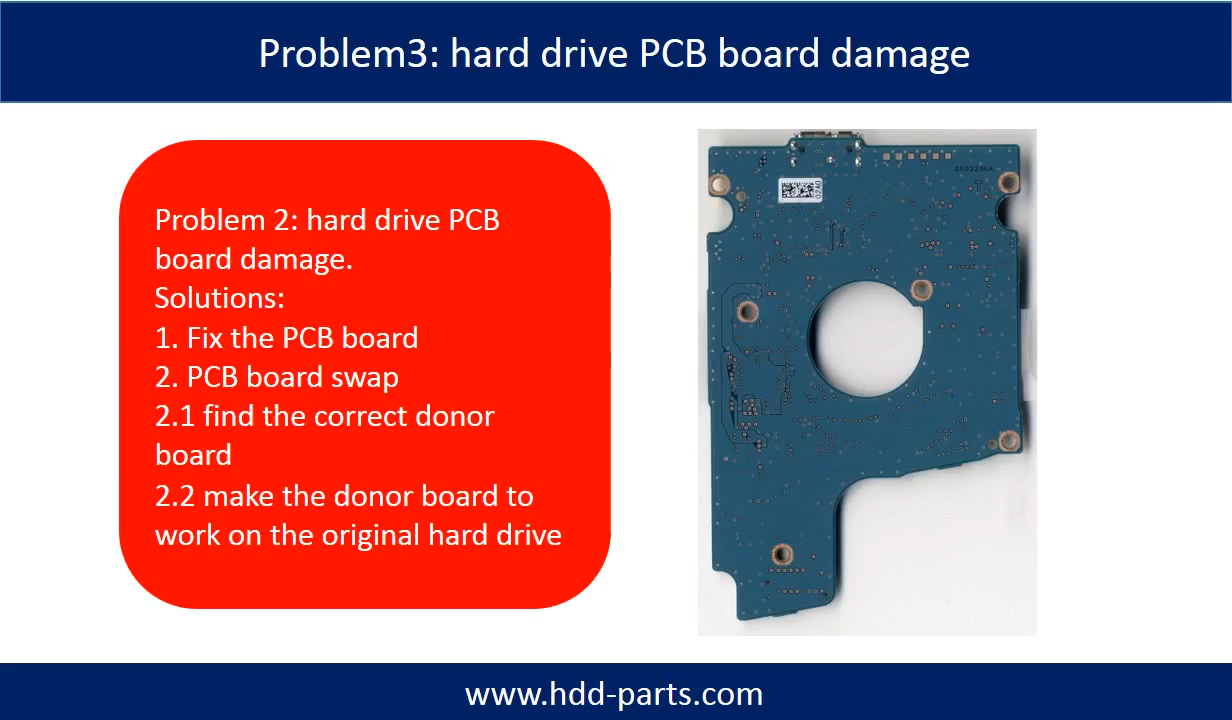 Problem3: hard drive PCB board damage
Problem 2: hard drive PCB
board damage.
Solutions:
1. Fix the PCB board
2. PCB board swap
2.1 find the correct donor
board
2.2 make the donor board to
work on the original hard drive
02A0
www.hdd-parts.com